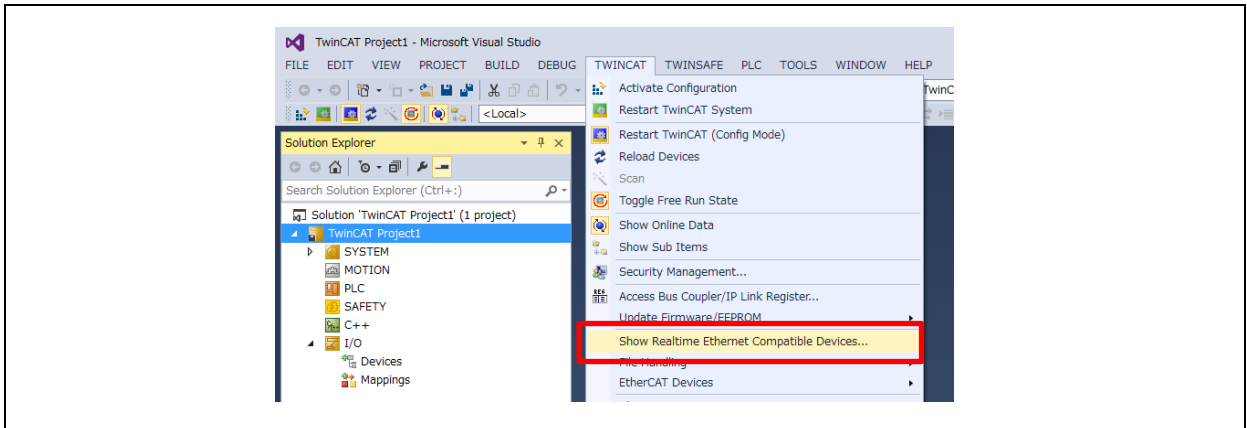 TwinCAT Project1 - Microsoft Visual Studio
FILE EDIT VIEW PROJECT BUILD DEBUG TWINCAT TWINSAFE PLC TOOLS WINDOW HELP
<Local>
TwinC
Activate Configuration
Restart TwinCAT System
Restart TwinCAT (Config Mode)
Reload Devices
Scan
Toggle Free Run State
Show Online Data
Show Sub Items
Security Management...
Access Bus Coupler/IP Link Register...
Update Firmware/EEPROM
Show Realtime Ethernet Compatible Devices...
File Handling
EtherCAT Devices
Solution Explorer
Search Solution Explorer (Ctrl+:)
Solution 'TwinCAT Project1' (1 project)
TwinCAT Project1
SYSTEM
MOTION
PLC
SAFETY
C++
I/O
Devices
Mappings